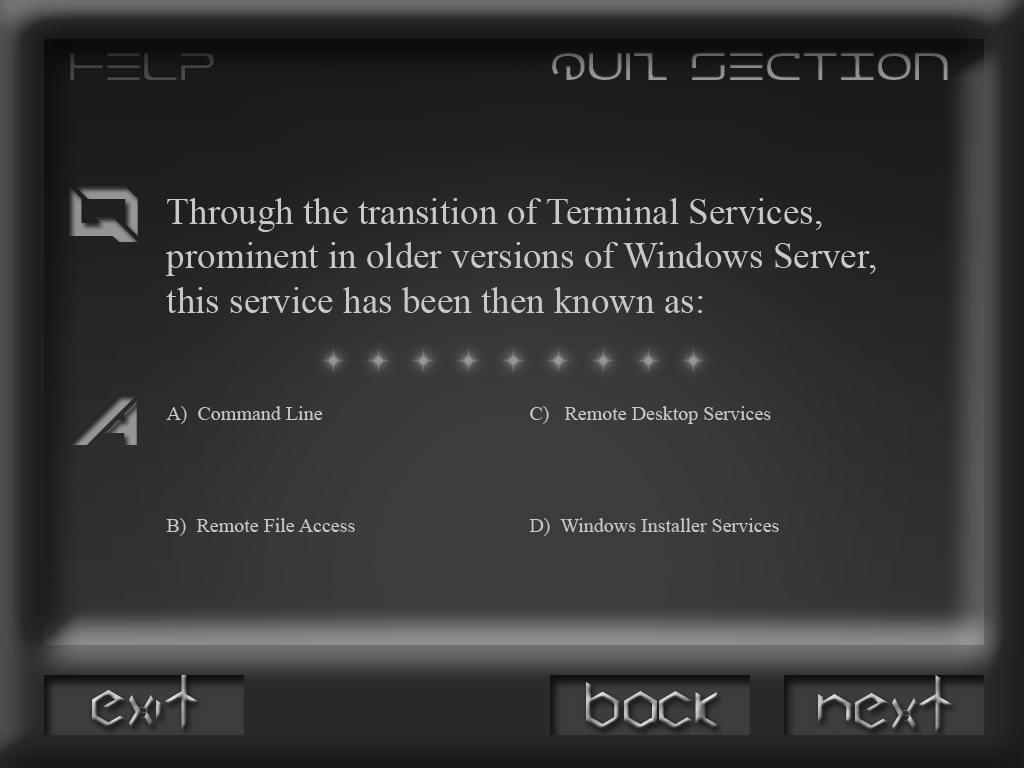 HELP
QUIZ SECTION
Q
Through the transition of Terminal Services,
prominent in older versions of Windows Server,
this service has been then known as:
A
A) Command Line
C) Remote Desktop Services
B) Remote File Access
D) Windows Installer Services
exit
back
next